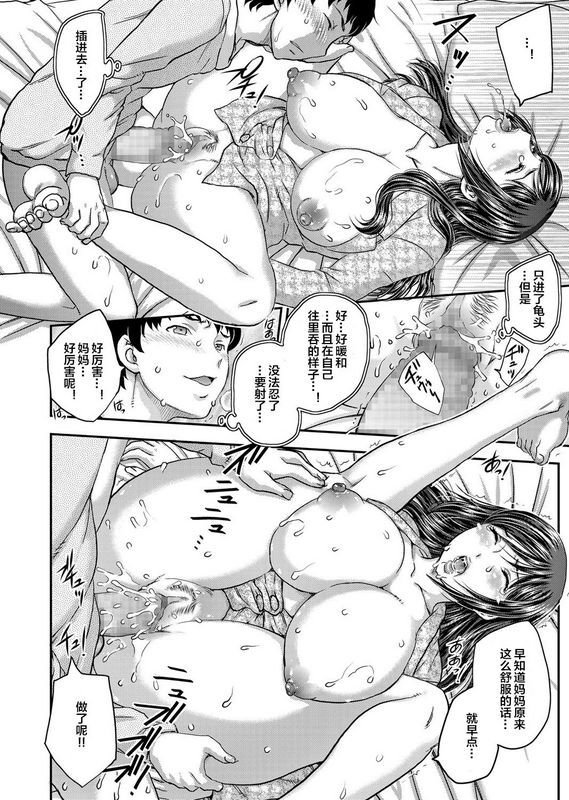 …!
插进去…了…
只进了龟头
…但是
好…好暖和
…而且在自己
往里吞的样子…!
没法忍了
…要射了…
好厉害…
妈妈…
好厉害呢!
早知道妈妈原来
这么舒服的话…
就早点…
做了呢!!